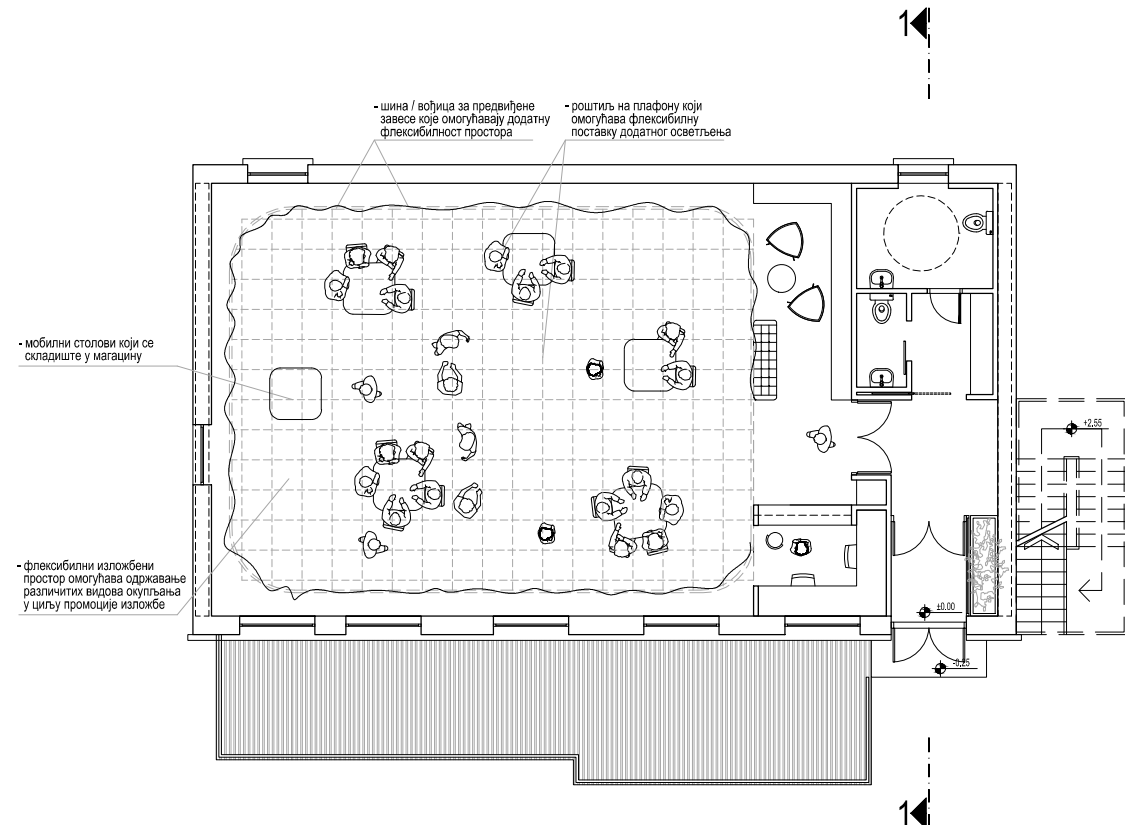 1
- шина / вођица за предвиђене
завесе које омогућавају додатну
флексибилност простора
- роштиљ на плафону који
омогућава флексибилну
поставку додатног осветљења
- мобилни столови који се
складиште у магацину
+2.55
- флексибилни изложбени
простор омогућава одржавање
различитих видова окупљања
у циљу промоције изложбе
±0.00
-0.25
1